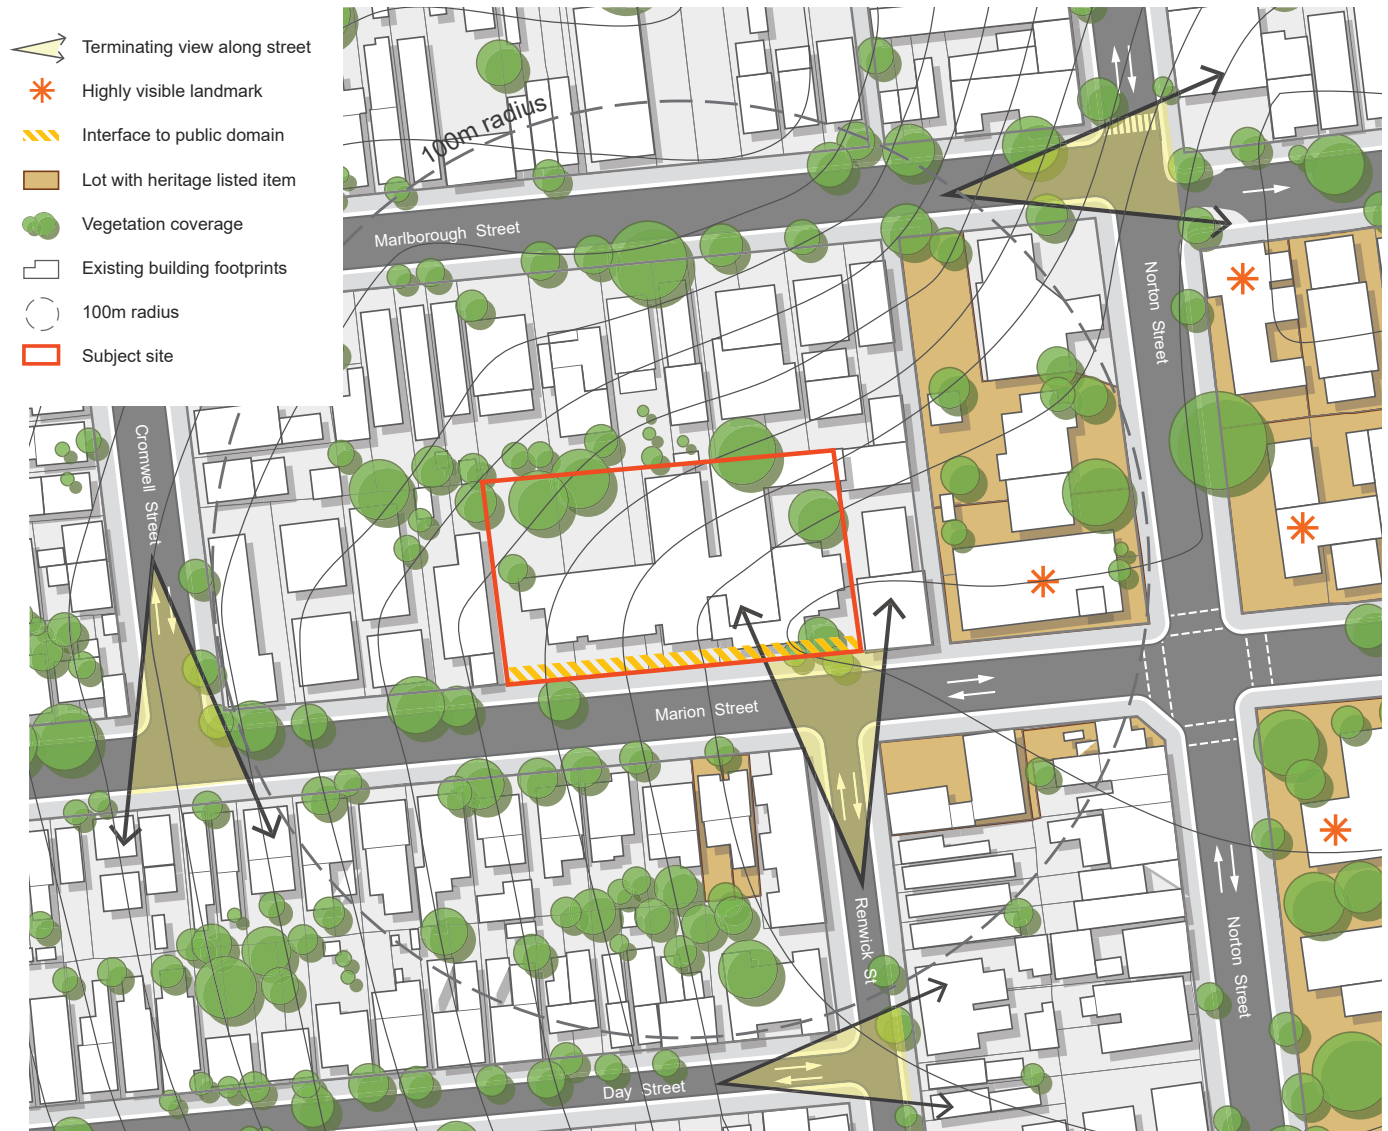 Terminating view along street
Highly visible landmark
Interface to public domain
Lot with heritage listed item
Vegetation coverage
Existing building footprints
100m radius
Subject site
100m radius
Marlborough Street
Norton Street
Cromwell Street
Marion Street
Renwick St
Norton Street
Day Street